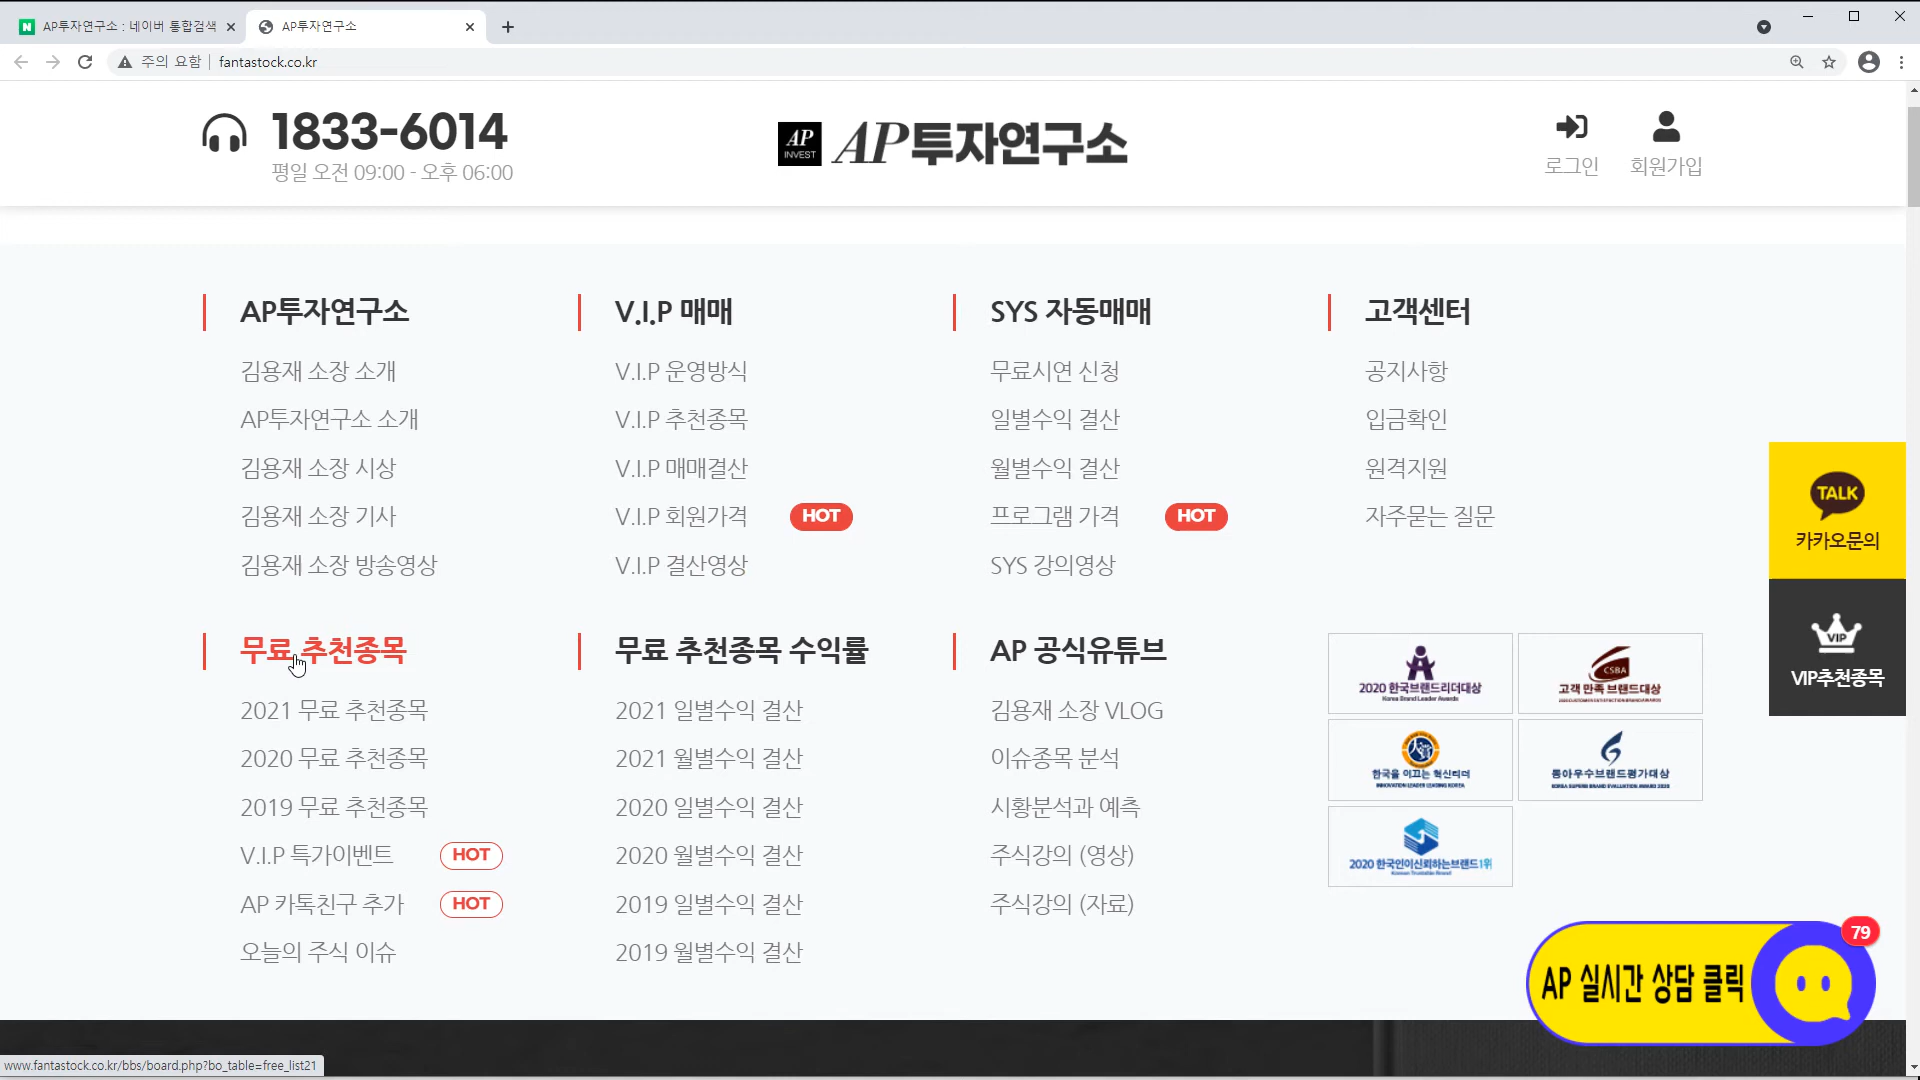 AP투자연구소 : 네이버 통합검색
AP투자연구소
주의 요함
fantastock.co.kr
1833-6014
평일 오전 09:00 - 오후 06:00
AP
INVEST
AP투자연구소
로그인
회원가입
AP투자연구소
김용재 소장 소개
AP투자연구소 소개
김용재 소장 시상
김용재 소장 기사
김용재 소장 방송영상
V.I.P 매매
V.I.P 운영방식
V.I.P 추천종목
V.I.P 매매결산
V.I.P 회원가격 HOT
V.I.P 결산영상
SYS 자동매매
무료시연 신청
일별수익 결산
월별수익 결산
프로그램 가격 HOT
SYS 강의영상
고객센터
공지사항
입금확인
원격지원
자주묻는 질문
TALK
카카오문의
VIP
VIP추천종목
무료 추천종목
2021 무료 추천종목
2020 무료 추천종목
2019 무료 추천종목
V.I.P 특가이벤트 HOT
AP 카톡친구 추가 HOT
오늘의 주식 이슈
무료 추천종목 수익률
2021 일별수익 결산
2021 월별수익 결산
2020 일별수익 결산
2020 월별수익 결산
2019 일별수익 결산
2019 월별수익 결산
AP 공식유튜브
김용재 소장 VLOG
이슈종목 분석
시황분석과 예측
주식강의 (영상)
주식강의 (자료)
2020 한국브랜드리더대상
Korea Brand Leader Awards
CSBA
고객 만족 브랜드대상
한국을 이끄는 혁신리더
INNOVATION LEADER LEADING KOREA
동아우수브랜드평가대상
2020 한국인이신뢰하는브랜드1위
79
AP 실시간 상담 클릭
www.fantastock.co.kr/bbs/board.php?bo_table=free_list21